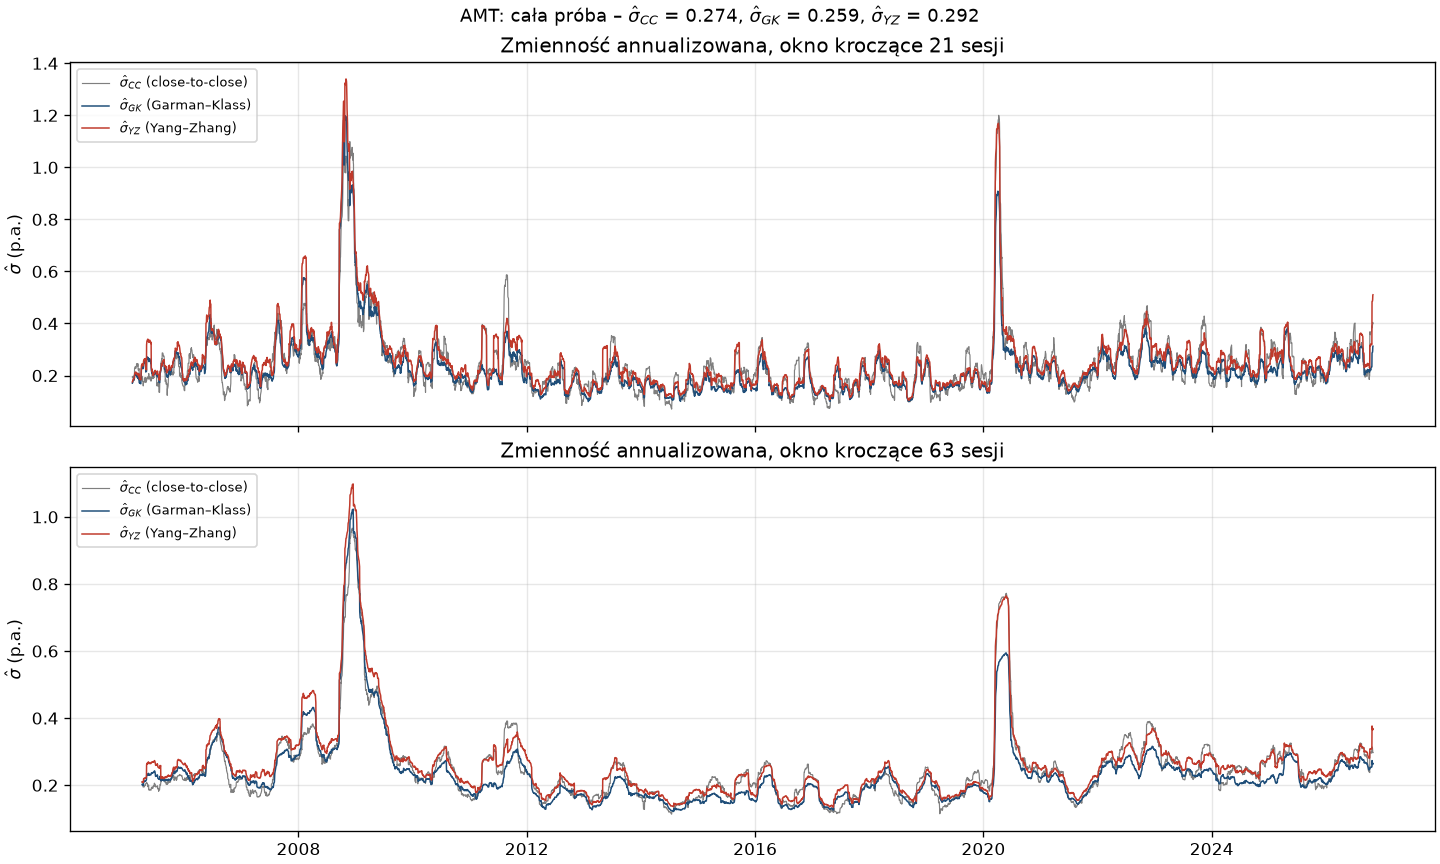 AMT: cała próba – σ̂CC = 0.274, σ̂GK = 0.259, σ̂YZ = 0.292
Zmienność annualizowana, okno kroczące 21 sesji
σ̂CC (close-to-close)
σ̂GK (Garman–Klass)
σ̂YZ (Yang–Zhang)
σ̂ (p.a.)
1.4
1.2
1.0
0.8
0.6
0.4
0.2
Zmienność annualizowana, okno kroczące 63 sesji
σ̂CC (close-to-close)
σ̂GK (Garman–Klass)
σ̂YZ (Yang–Zhang)
σ̂ (p.a.)
1.0
0.8
0.6
0.4
0.2
2008 2012 2016 2020 2024